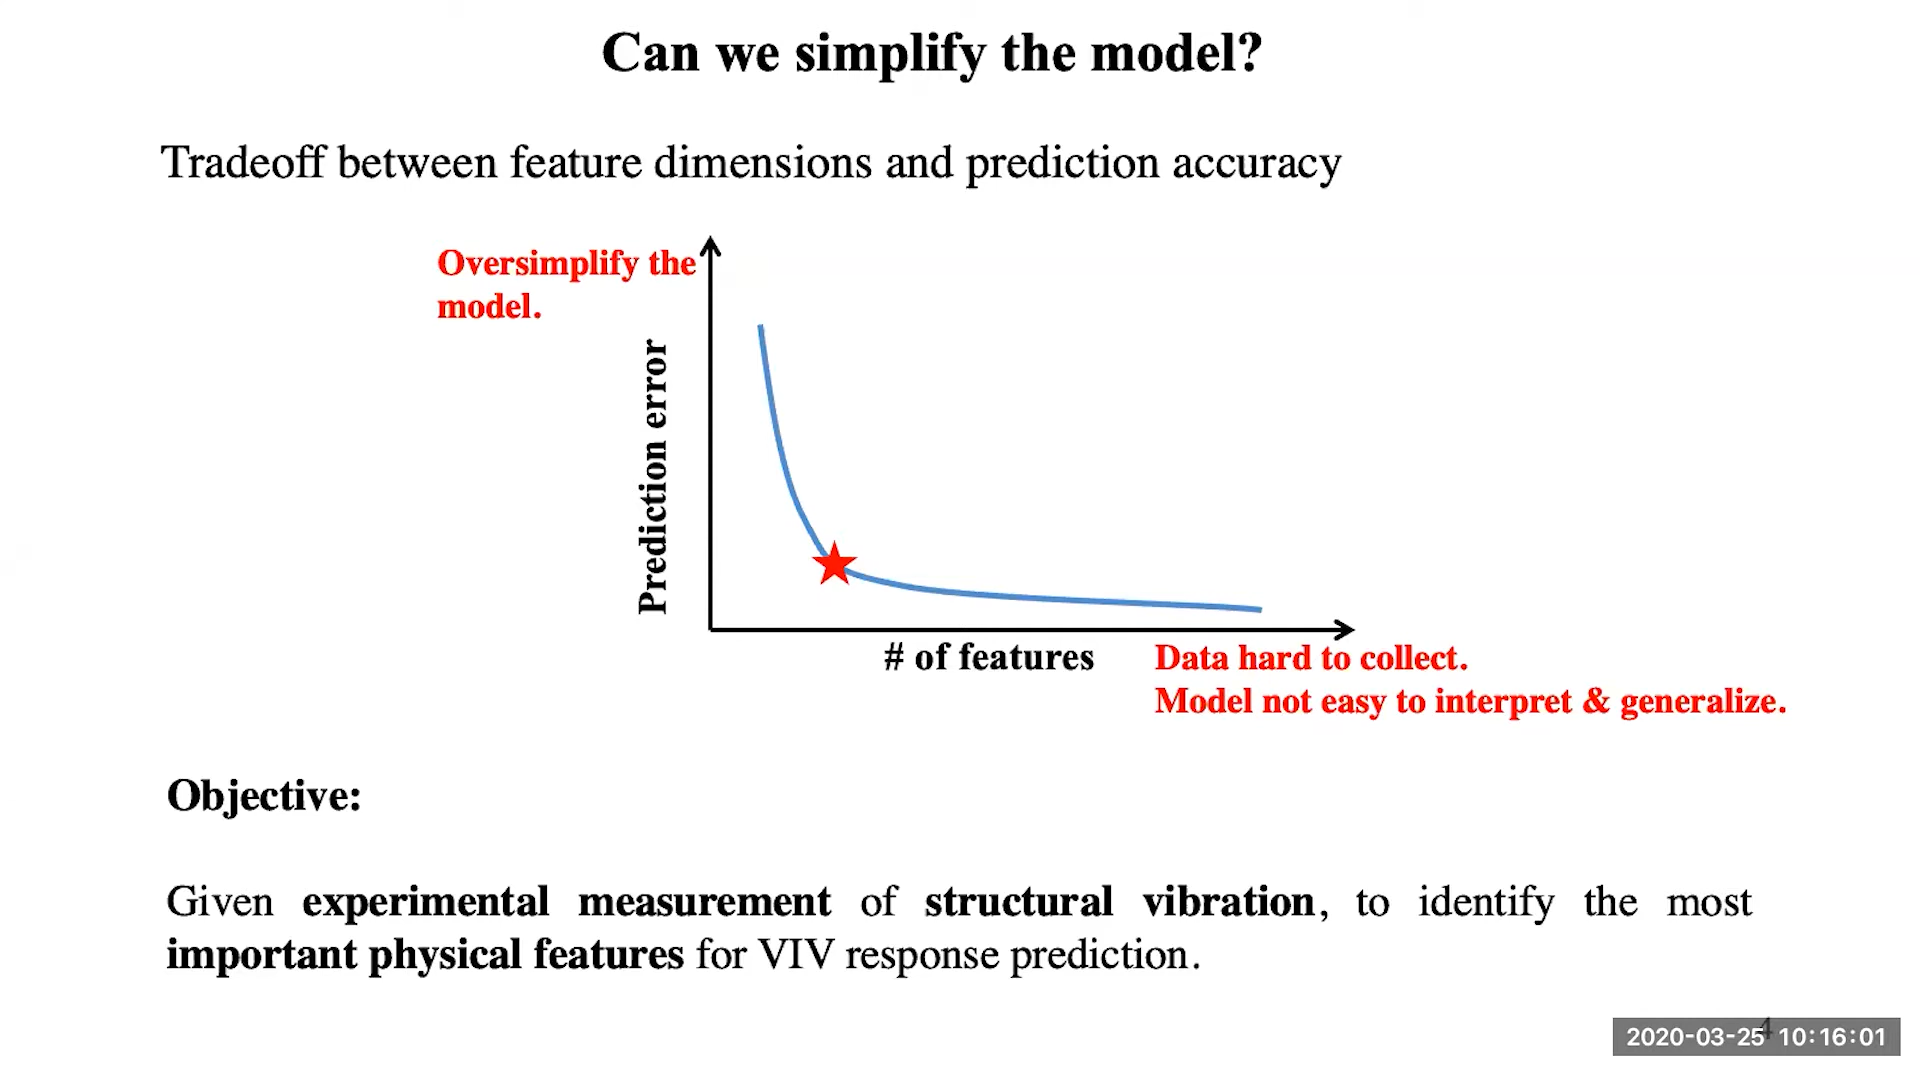 Can we simplify the model?
Tradeoff between feature dimensions and prediction accuracy
Oversimplify the
model.
Prediction error
# of features
Data hard to collect.
Model not easy to interpret & generalize.
Objective:
Given experimental measurement of structural vibration, to identify the most
important physical features for VIV response prediction.
4
2020-03-25 10:16:01